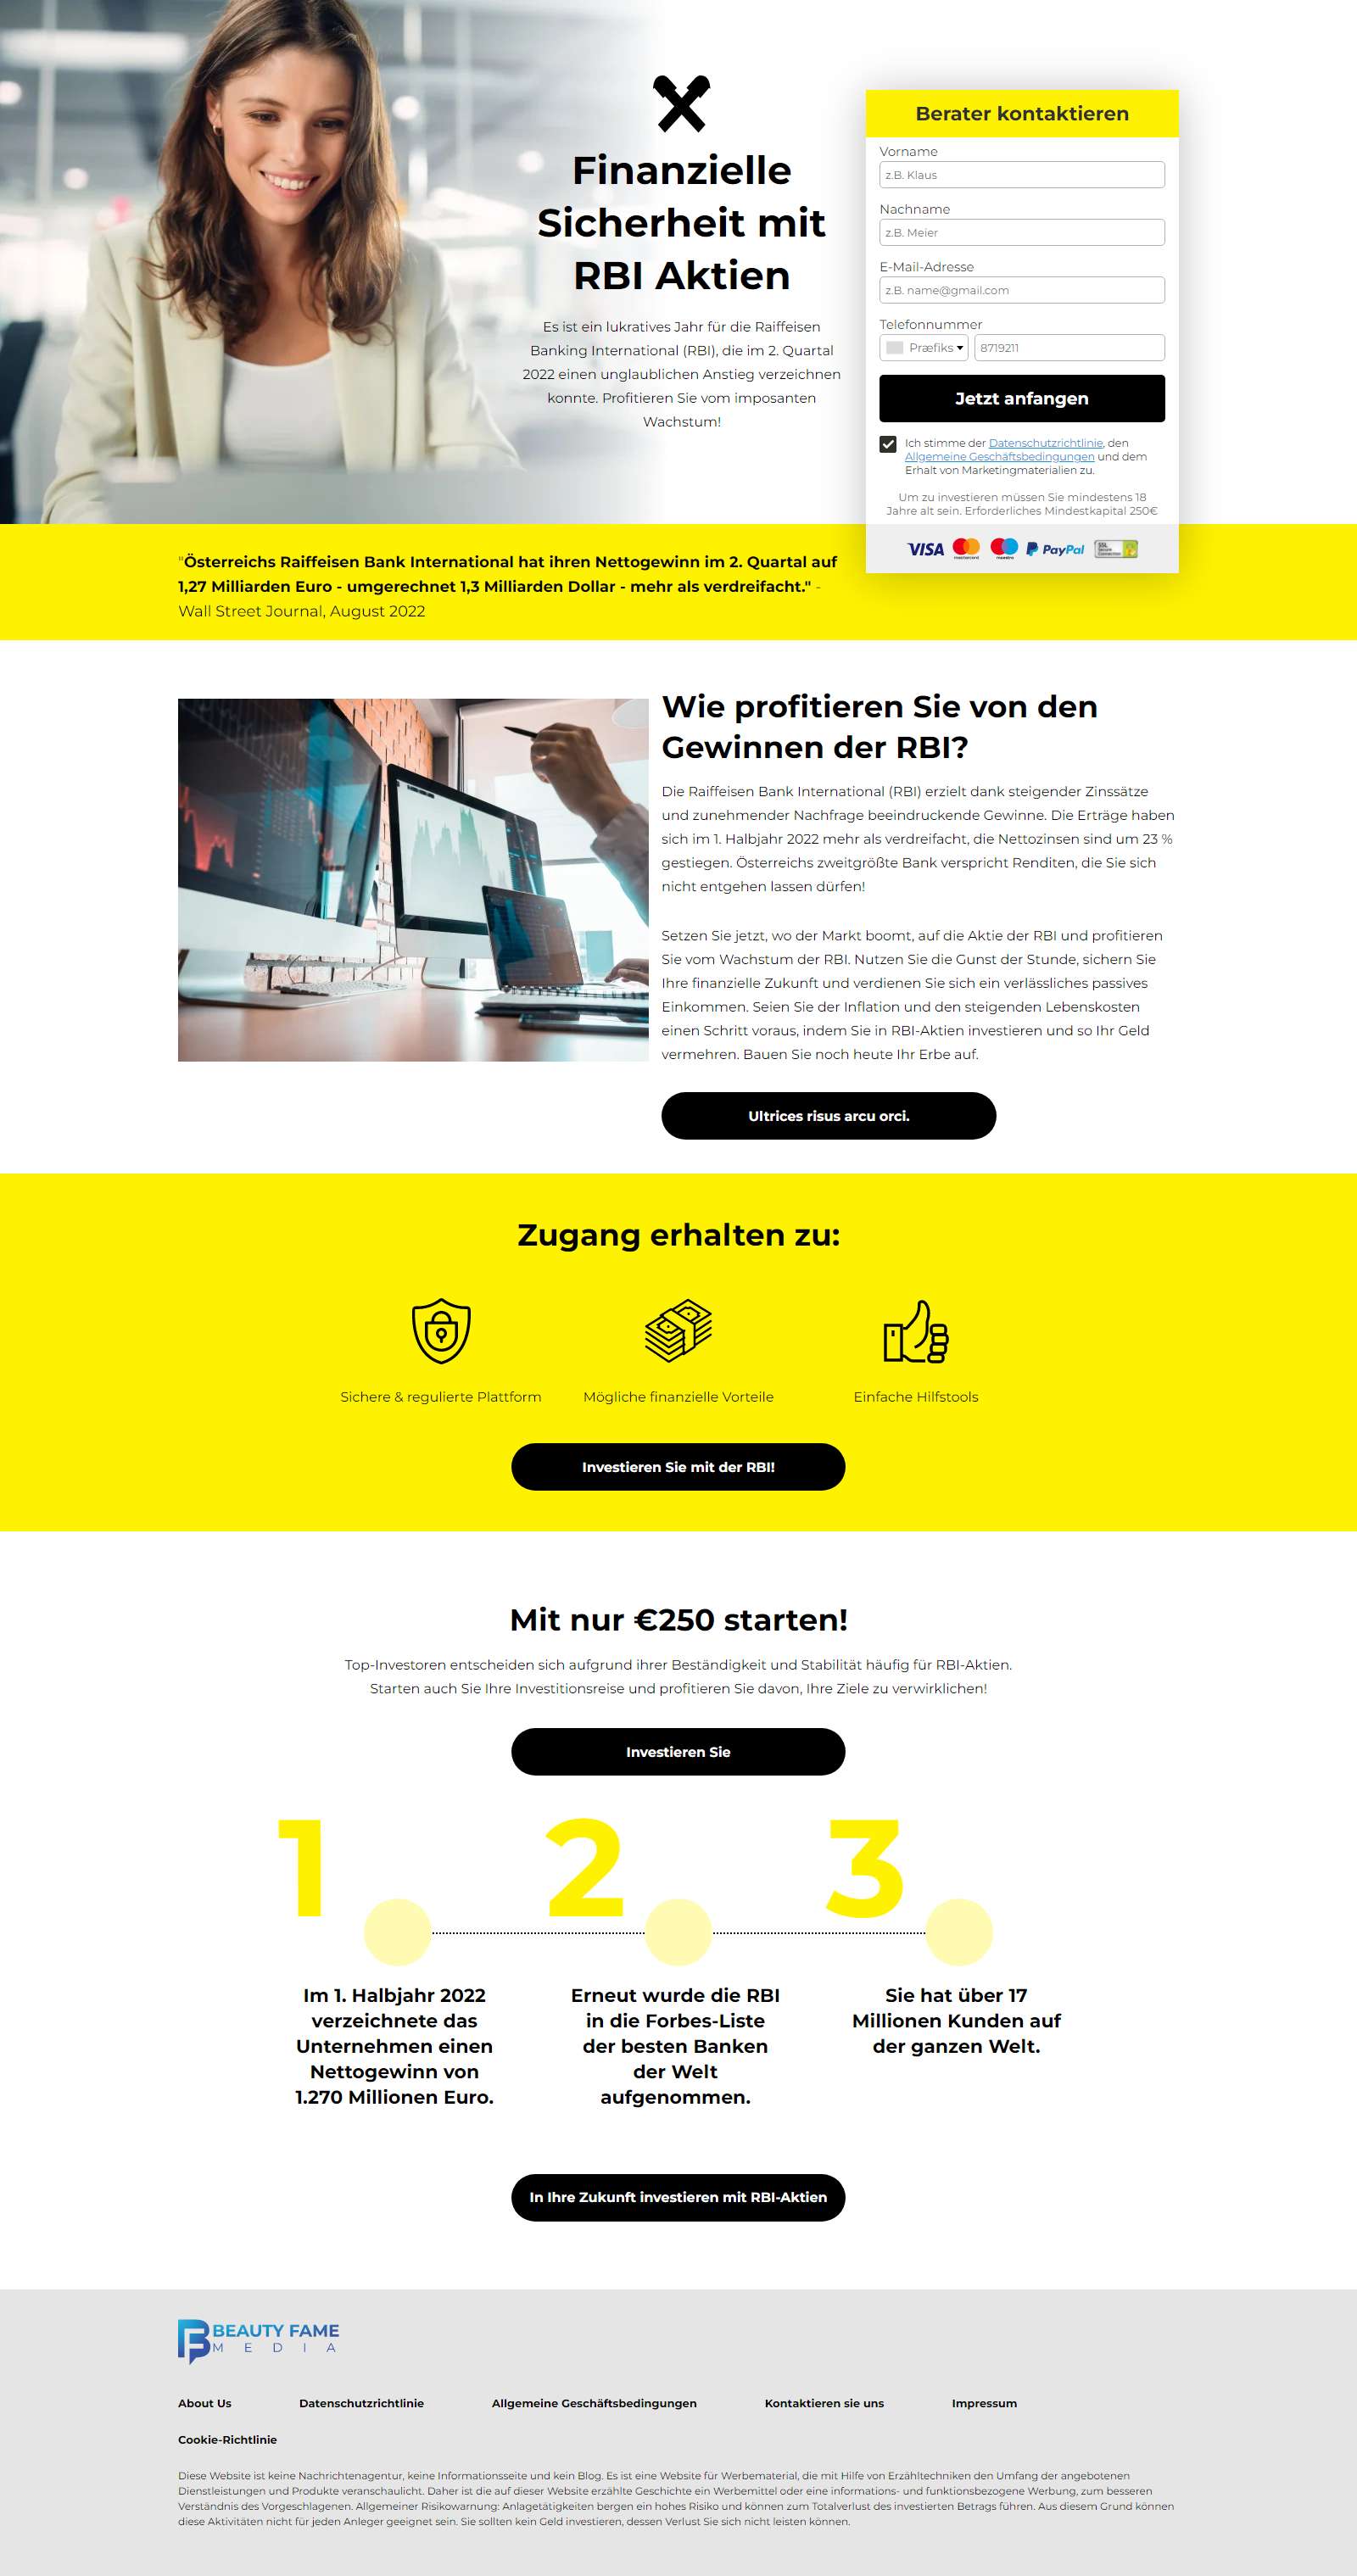 Finanzielle
Sicherheit mit
RBI Aktien
Es ist ein lukratives Jahr für die Raiffeisen
Banking International (RBI), die im 2. Quartal
2022 einen unglaublichen Anstieg verzeichnen
konnte. Profitieren Sie vom imposanten
Wachstum!
Berater kontaktieren
Vorname
z.B. Klaus
Nachname
z.B. Meier
E-Mail-Adresse
z.B. name@gmail.com
Telefonnummer
Præfiks 8719211
Jetzt anfangen
Ich stimme der Datenschutzrichtlinie, den
Allgemeine Geschäftsbedingungen und dem
Erhalt von Marketingmaterialien zu.
Um zu investieren müssen Sie mindestens 18
Jahre alt sein. Erforderliches Mindestkapital 250€
VISA mastercard maestro PayPal
"Österreichs Raiffeisen Bank International hat ihren Nettogewinn im 2. Quartal auf
1,27 Milliarden Euro - umgerechnet 1,3 Milliarden Dollar - mehr als verdreifacht." -
Wall Street Journal, August 2022
Wie profitieren Sie von den
Gewinnen der RBI?
Die Raiffeisen Bank International (RBI) erzielt dank steigender Zinssätze
und zunehmender Nachfrage beeindruckende Gewinne. Die Erträge haben
sich im 1. Halbjahr 2022 mehr als verdreifacht, die Nettozinsen sind um 23 %
gestiegen. Österreichs zweitgrößte Bank verspricht Renditen, die Sie sich
nicht entgehen lassen dürfen!
Setzen Sie jetzt, wo der Markt boomt, auf die Aktie der RBI und profitieren
Sie vom Wachstum der RBI. Nutzen Sie die Gunst der Stunde, sichern Sie
Ihre finanzielle Zukunft und verdienen Sie sich ein verlässliches passives
Einkommen. Seien Sie der Inflation und den steigenden Lebenskosten
einen Schritt voraus, indem Sie in RBI-Aktien investieren und so Ihr Geld
vermehren. Bauen Sie noch heute Ihr Erbe auf.
Ultrices risus arcu orci.
Zugang erhalten zu:
Sichere & regulierte Plattform
Mögliche finanzielle Vorteile
Einfache Hilfstools
Investieren Sie mit der RBI!
Mit nur €250 starten!
Top-Investoren entscheiden sich aufgrund ihrer Beständigkeit und Stabilität häufig für RBI-Aktien.
Starten auch Sie Ihre Investitionsreise und profitieren Sie davon, Ihre Ziele zu verwirklichen!
Investieren Sie
1
Im 1. Halbjahr 2022
verzeichnete das
Unternehmen einen
Nettogewinn von
1.270 Millionen Euro.
2
Erneut wurde die RBI
in die Forbes-Liste
der besten Banken
der Welt
aufgenommen.
3
Sie hat über 17
Millionen Kunden auf
der ganzen Welt.
In Ihre Zukunft investieren mit RBI-Aktien
BEAUTY FAME
MEDIA
About Us Datenschutzrichtlinie Allgemeine Geschäftsbedingungen Kontaktieren sie uns Impressum
Cookie-Richtlinie
Diese Website ist keine Nachrichtenagentur, keine Informationsseite und kein Blog. Es ist eine Website für Werbematerial, die mit Hilfe von Erzähltechniken den Umfang der angebotenen
Dienstleistungen und Produkte veranschaulicht. Daher ist die auf dieser Website erzählte Geschichte ein Werbemittel oder eine informations- und funktionsbezogene Werbung, zum besseren
Verständnis des Vorgeschlagenen. Allgemeiner Risikowarnung: Anlagetätigkeiten bergen ein hohes Risiko und können zum Totalverlust des investierten Betrags führen. Aus diesem Grund können
diese Aktivitäten nicht für jeden Anleger geeignet sein. Sie sollten kein Geld investieren, dessen Verlust Sie sich nicht leisten können.